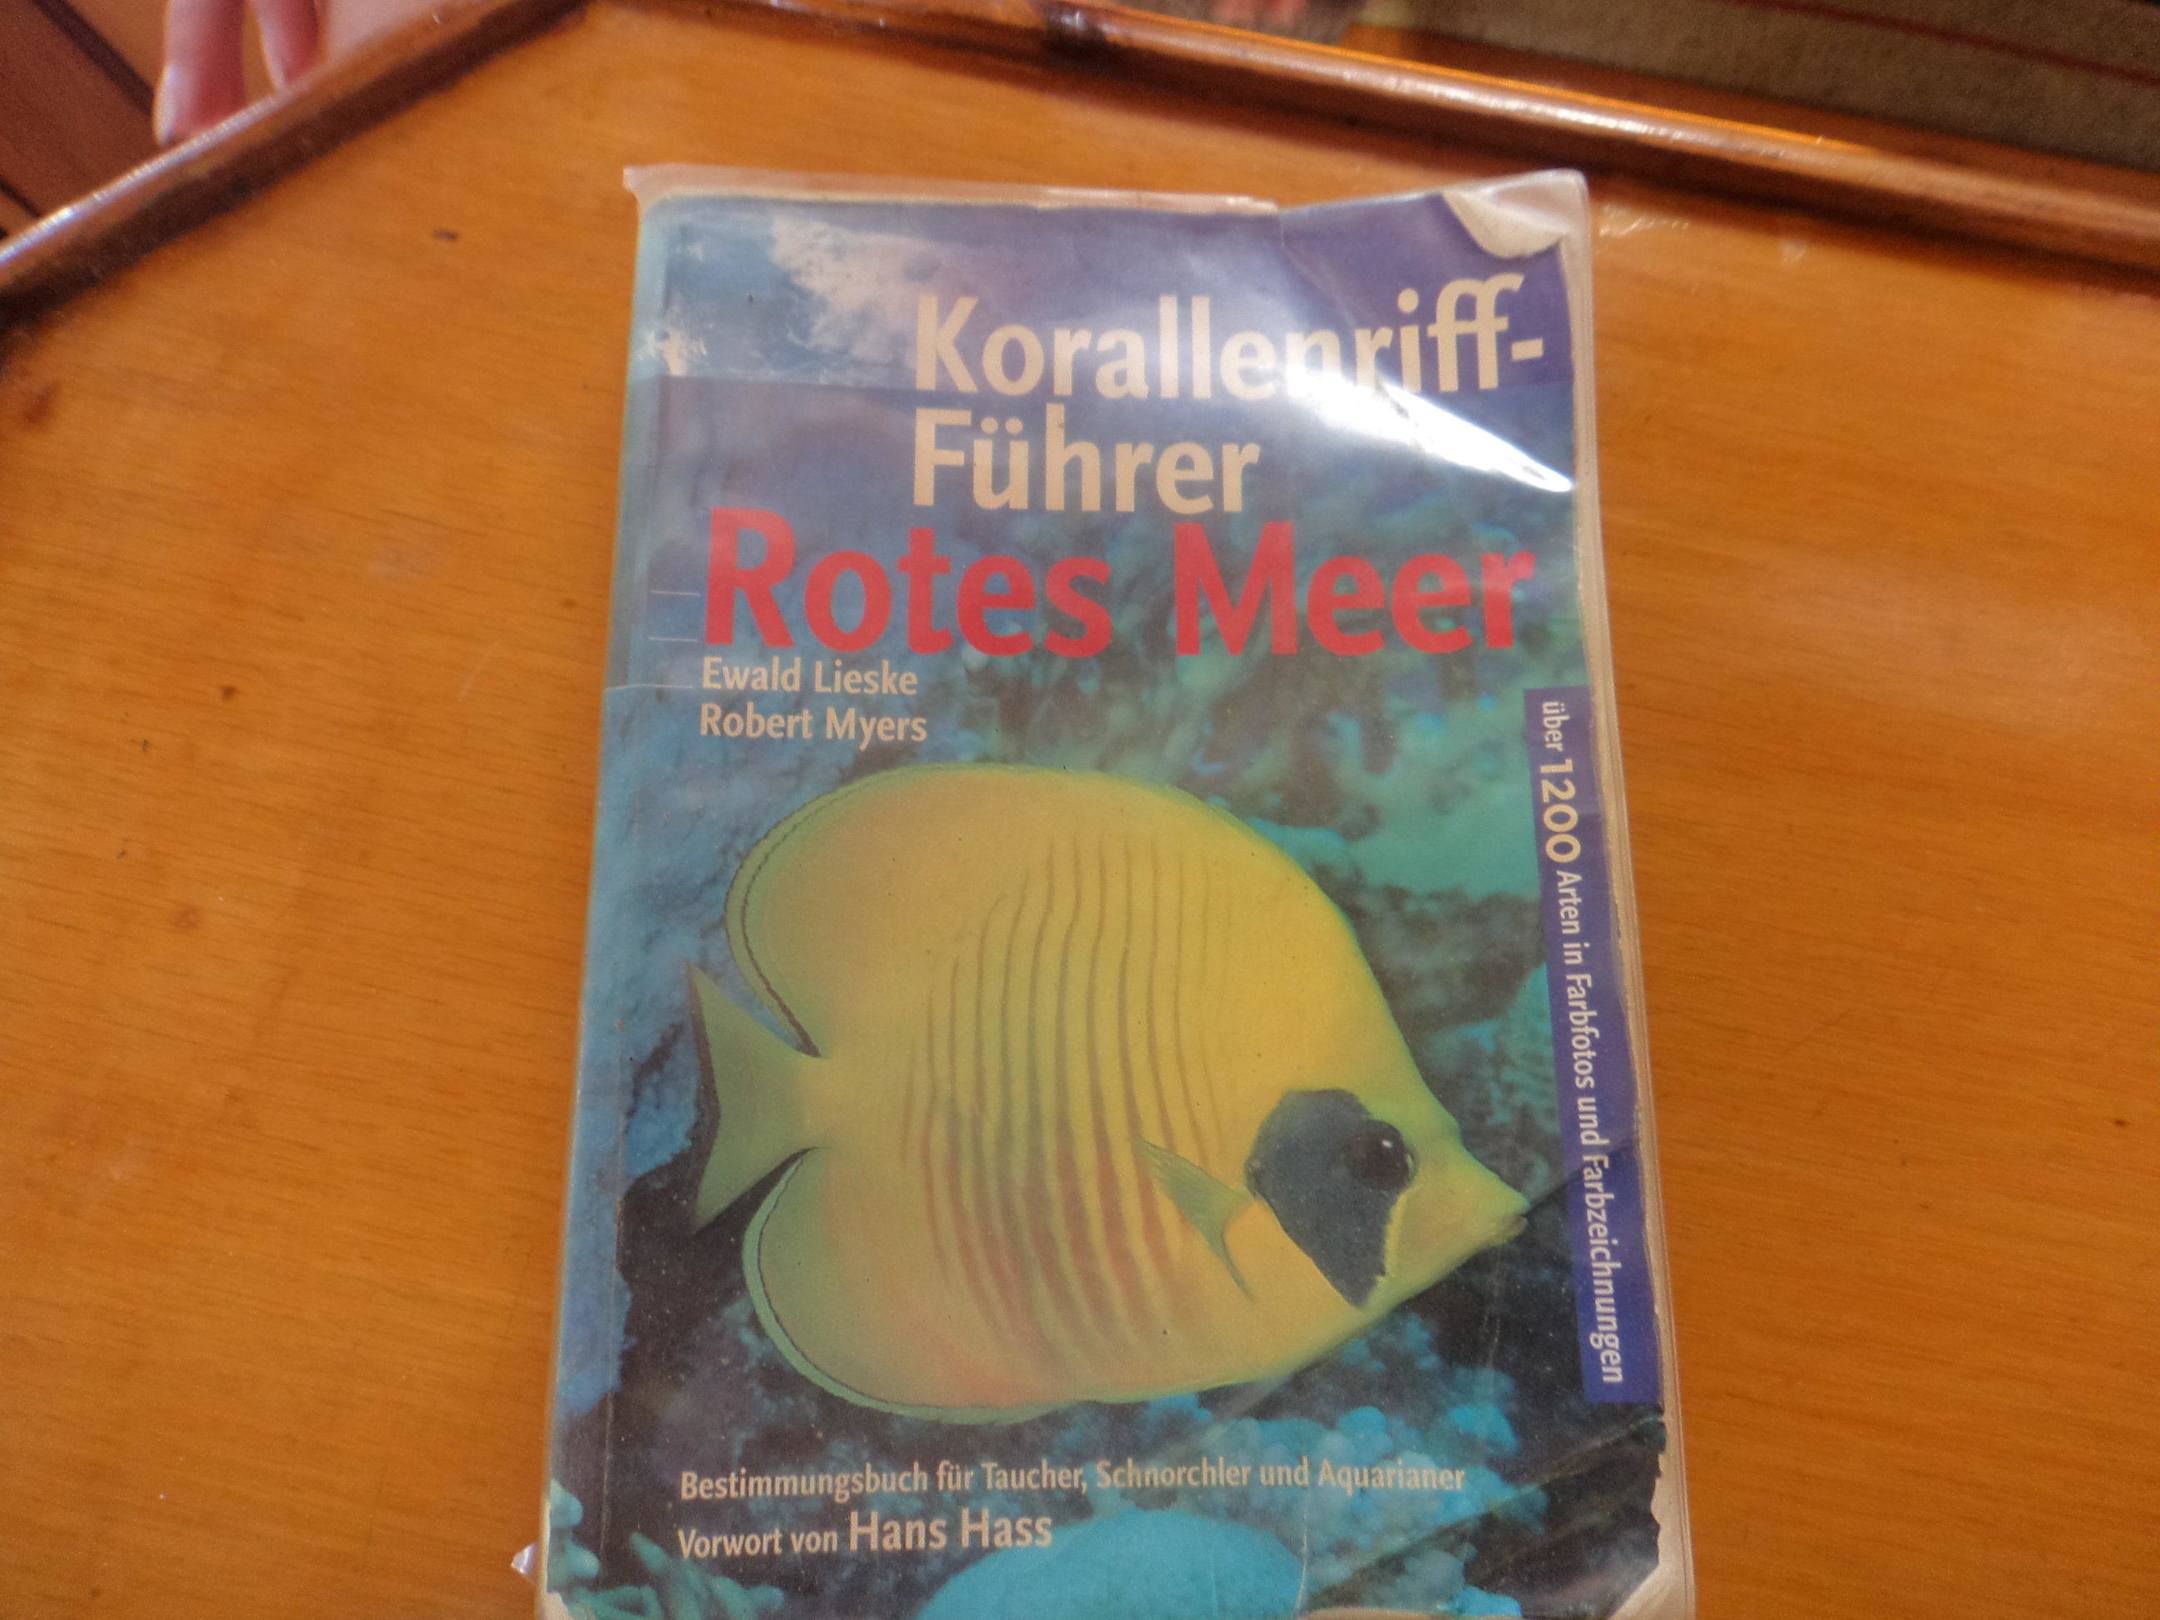 Korallenriff-
Führer
Rotes Meer
Ewald Lieske
Robert Myers
über 1200 Arten in Farbfotos und Farbzeichnungen
Bestimmungsbuch für Taucher, Schnorchler und Aquarianer
Vorwort von Hans Hass